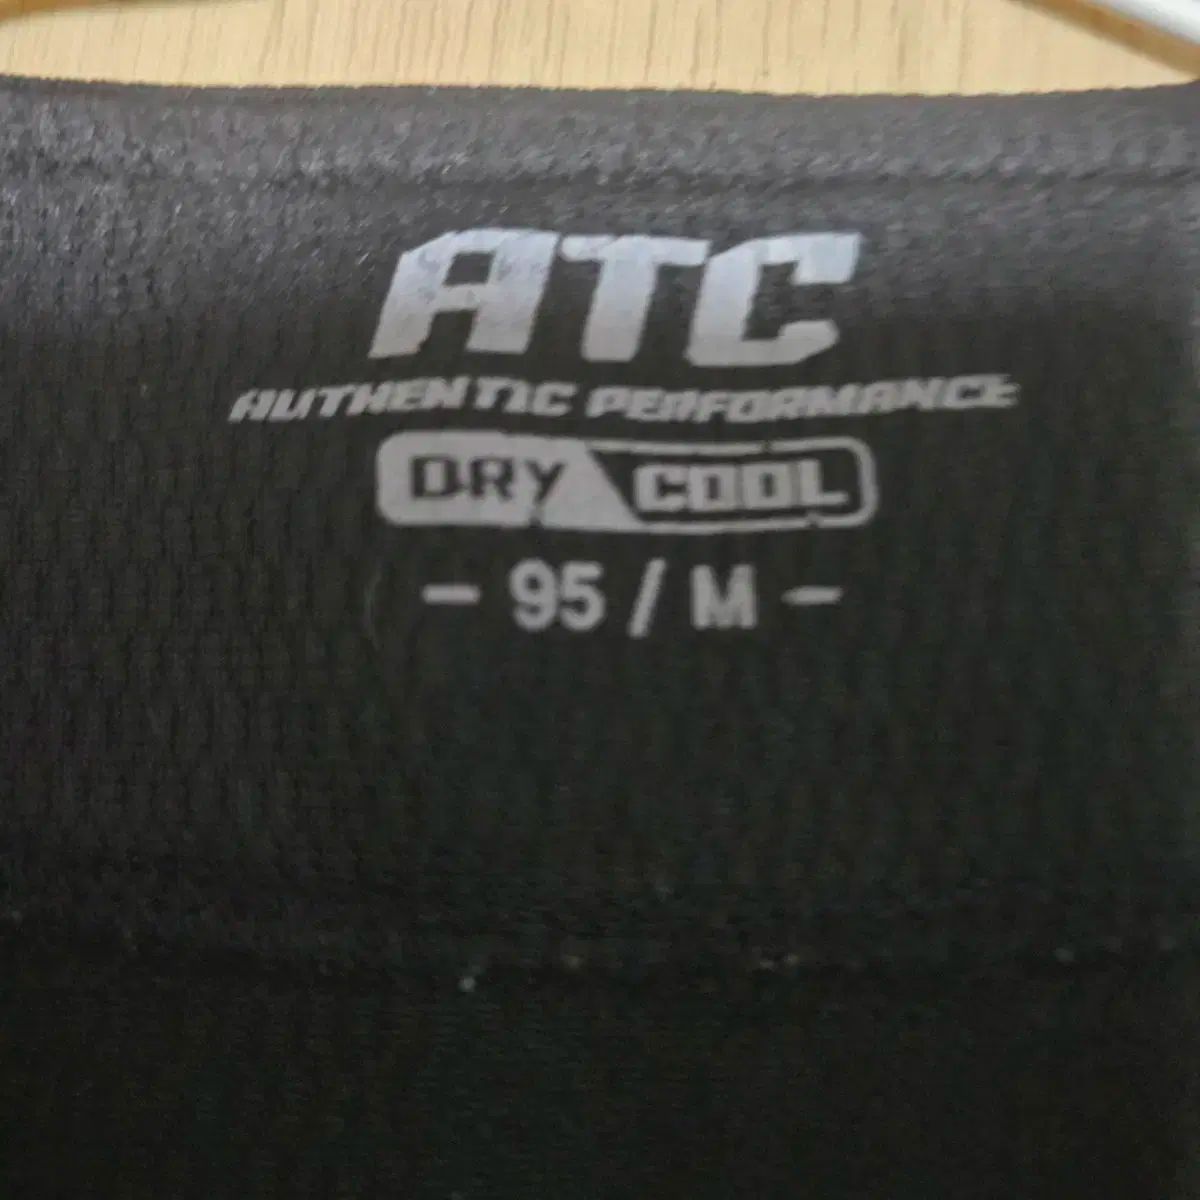 ATC
AUTHENTIC PERFORMANCE
DRY COOL
- 95 / M -